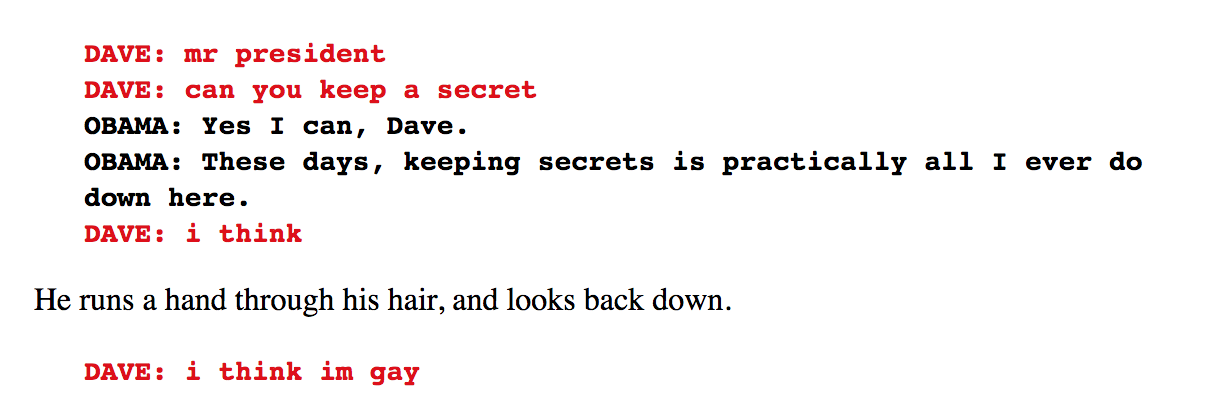 DAVE: mr president
DAVE: can you keep a secret
OBAMA: Yes I can, Dave.
OBAMA: These days, keeping secrets is practically all I ever do
down here.
DAVE: i think
He runs a hand through his hair, and looks back down.
DAVE: i think im gay